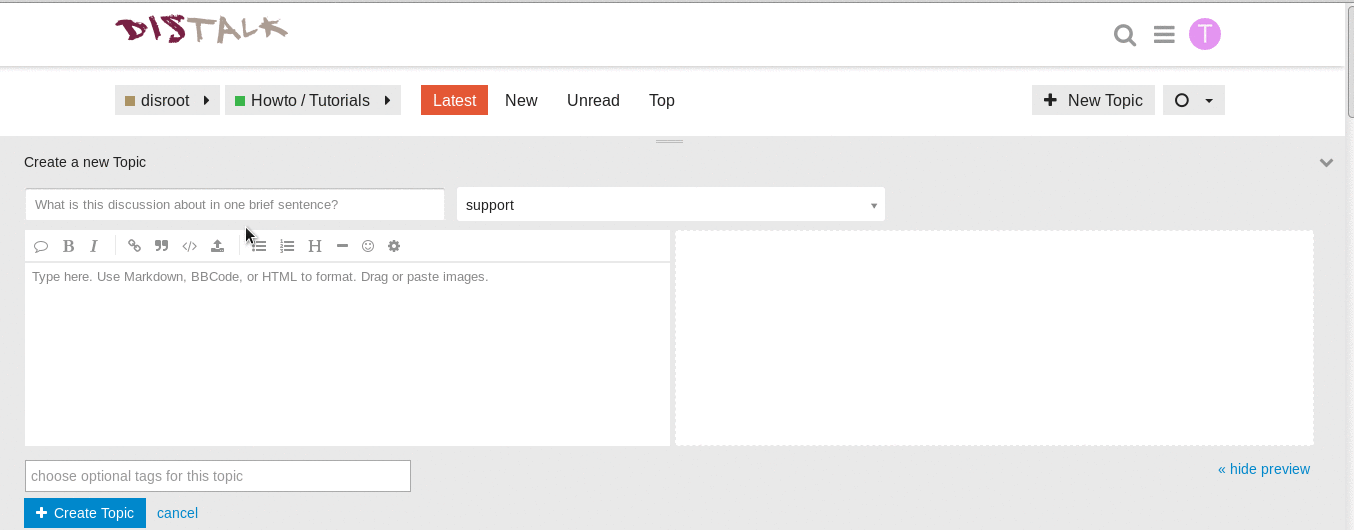 DISTALK
T
disroot Howto / Tutorials Latest New Unread Top New Topic
Create a new Topic
What is this discussion about in one brief sentence? support
B I H
Type here. Use Markdown, BBCode, or HTML to format. Drag or paste images.
choose optional tags for this topic
« hide preview
Create Topic cancel